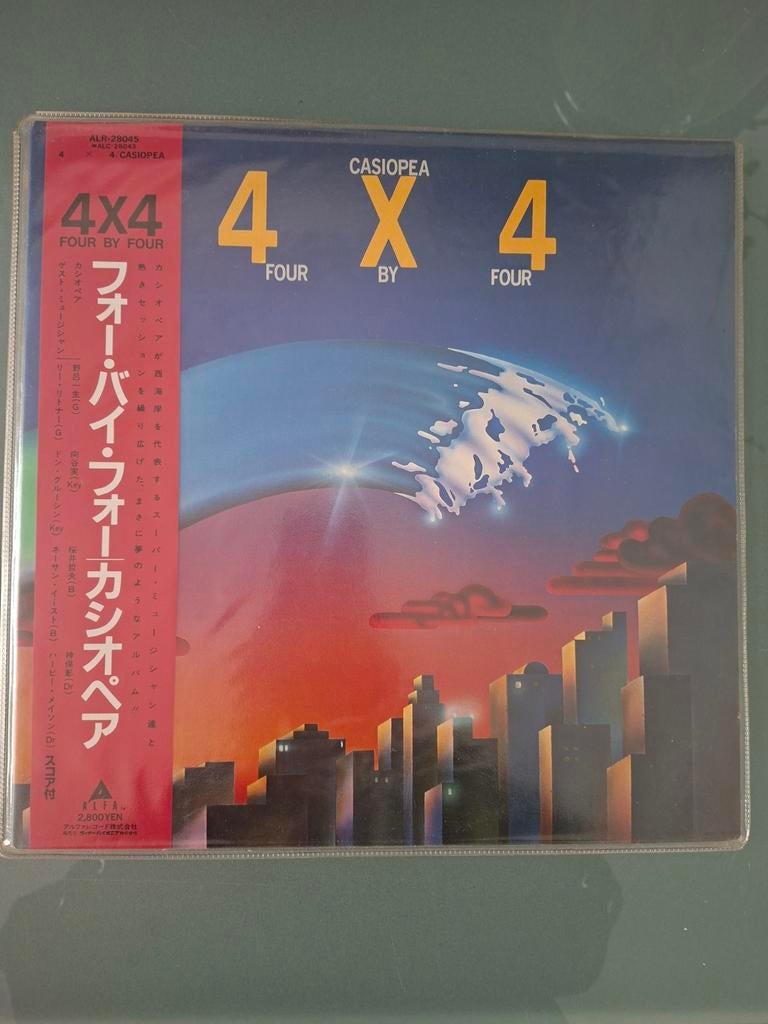 ALR-28045
4 × 4/CASIOPEA
4X4
FOUR BY FOUR
カシオペアが西海岸を代表するスーパー・ミュージシャン達と
熱きセッションを繰り広げた、まさに夢のようなアルバム!!
フォー・バイ・フォー|カシオペア
カシオペア 野呂一生(G) 向谷実(Key) 桜井哲夫(B) 神保彰(Dr)
ゲスト・ミュージシャン リー・リトナー(G) ドン・グルーシン(Key) ネーサン・イースト(B) ハービー・メイソン(Dr) スコア付
ALFA
2,800YEN
アルファレコード株式会社
CASIOPEA
4 X 4
FOUR BY FOUR